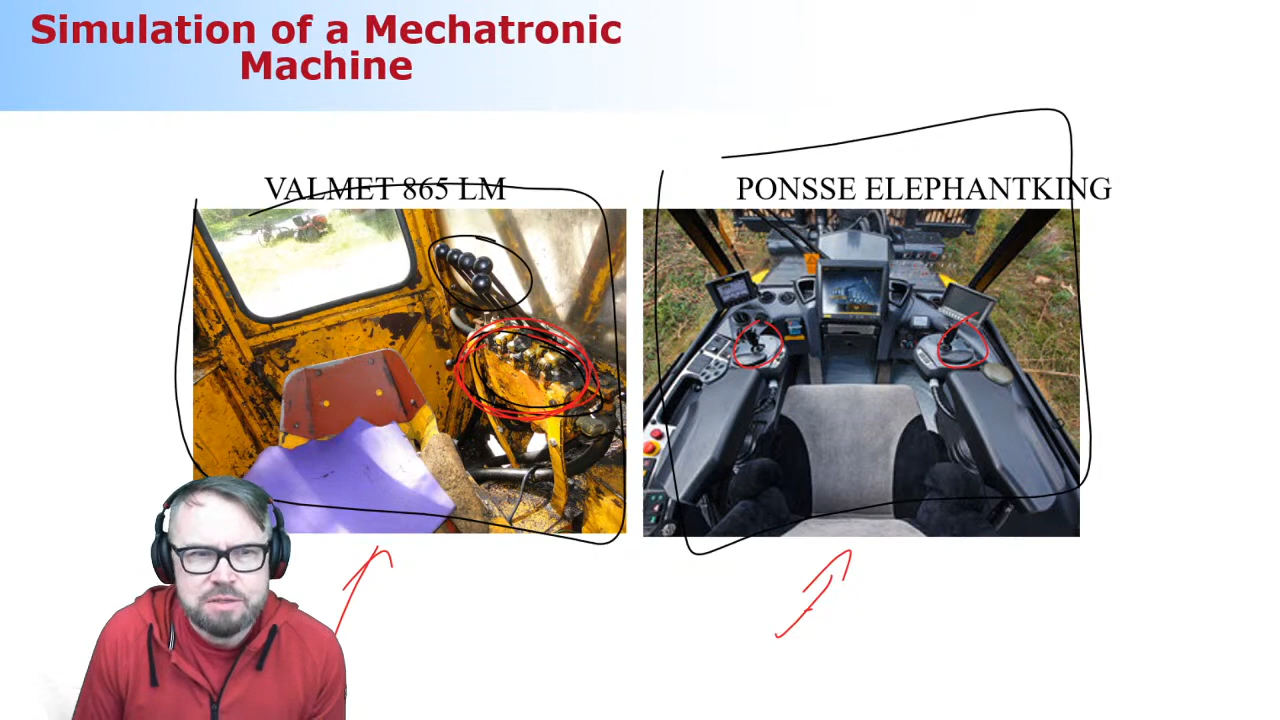 Simulation of a Mechatronic
Machine
VALMET 865 LM
PONSSE ELEPHANTKING